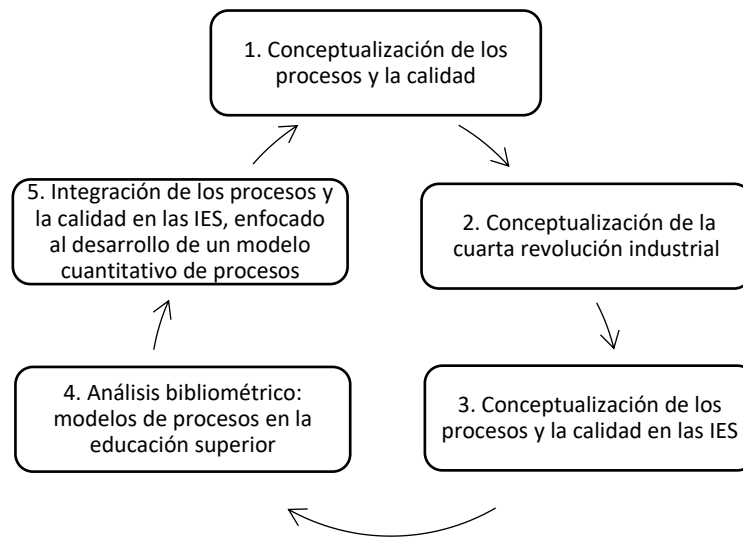 1. Conceptualización de los
procesos y la calidad
2. Conceptualización de la
cuarta revolución industrial
3. Conceptualización de los
procesos y la calidad en las IES
4. Análisis bibliométrico:
modelos de procesos en la
educación superior
5. Integración de los procesos y
la calidad en las IES, enfocado
al desarrollo de un modelo
cuantitativo de procesos